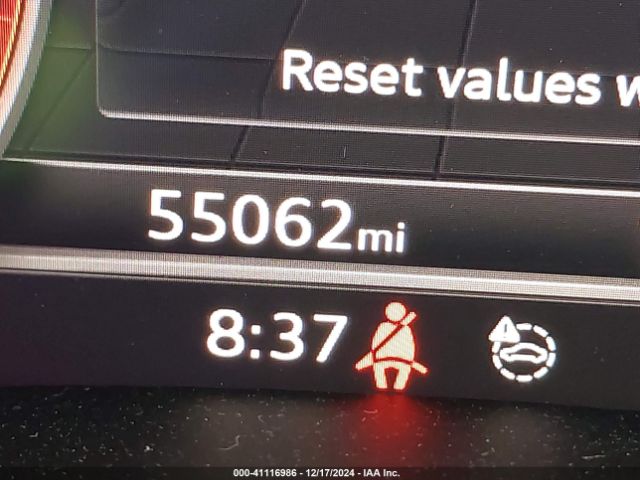 Reset values w
55062mi
8:37
000-41116986 - 12/17/2024 - IAA Inc.